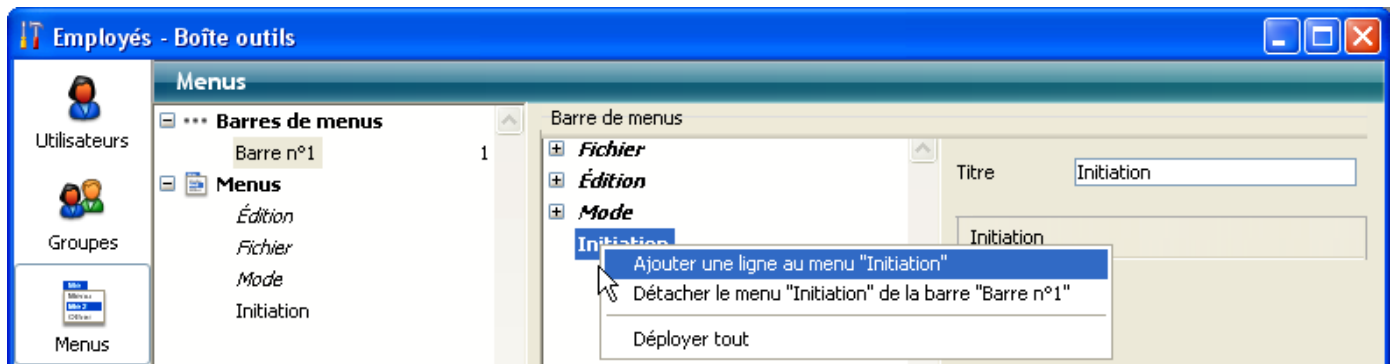 Employés - Boîte outils
Utilisateurs
Groupes
Menus
Menus
Barres de menus
Barre n°1 1
Menus
Édition
Fichier
Mode
Initiation
Barre de menus
Fichier
Édition
Mode
Initiation
Ajouter une ligne au menu "Initiation"
Détacher le menu "Initiation" de la barre "Barre n°1"
Déployer tout
Titre Initiation
Initiation